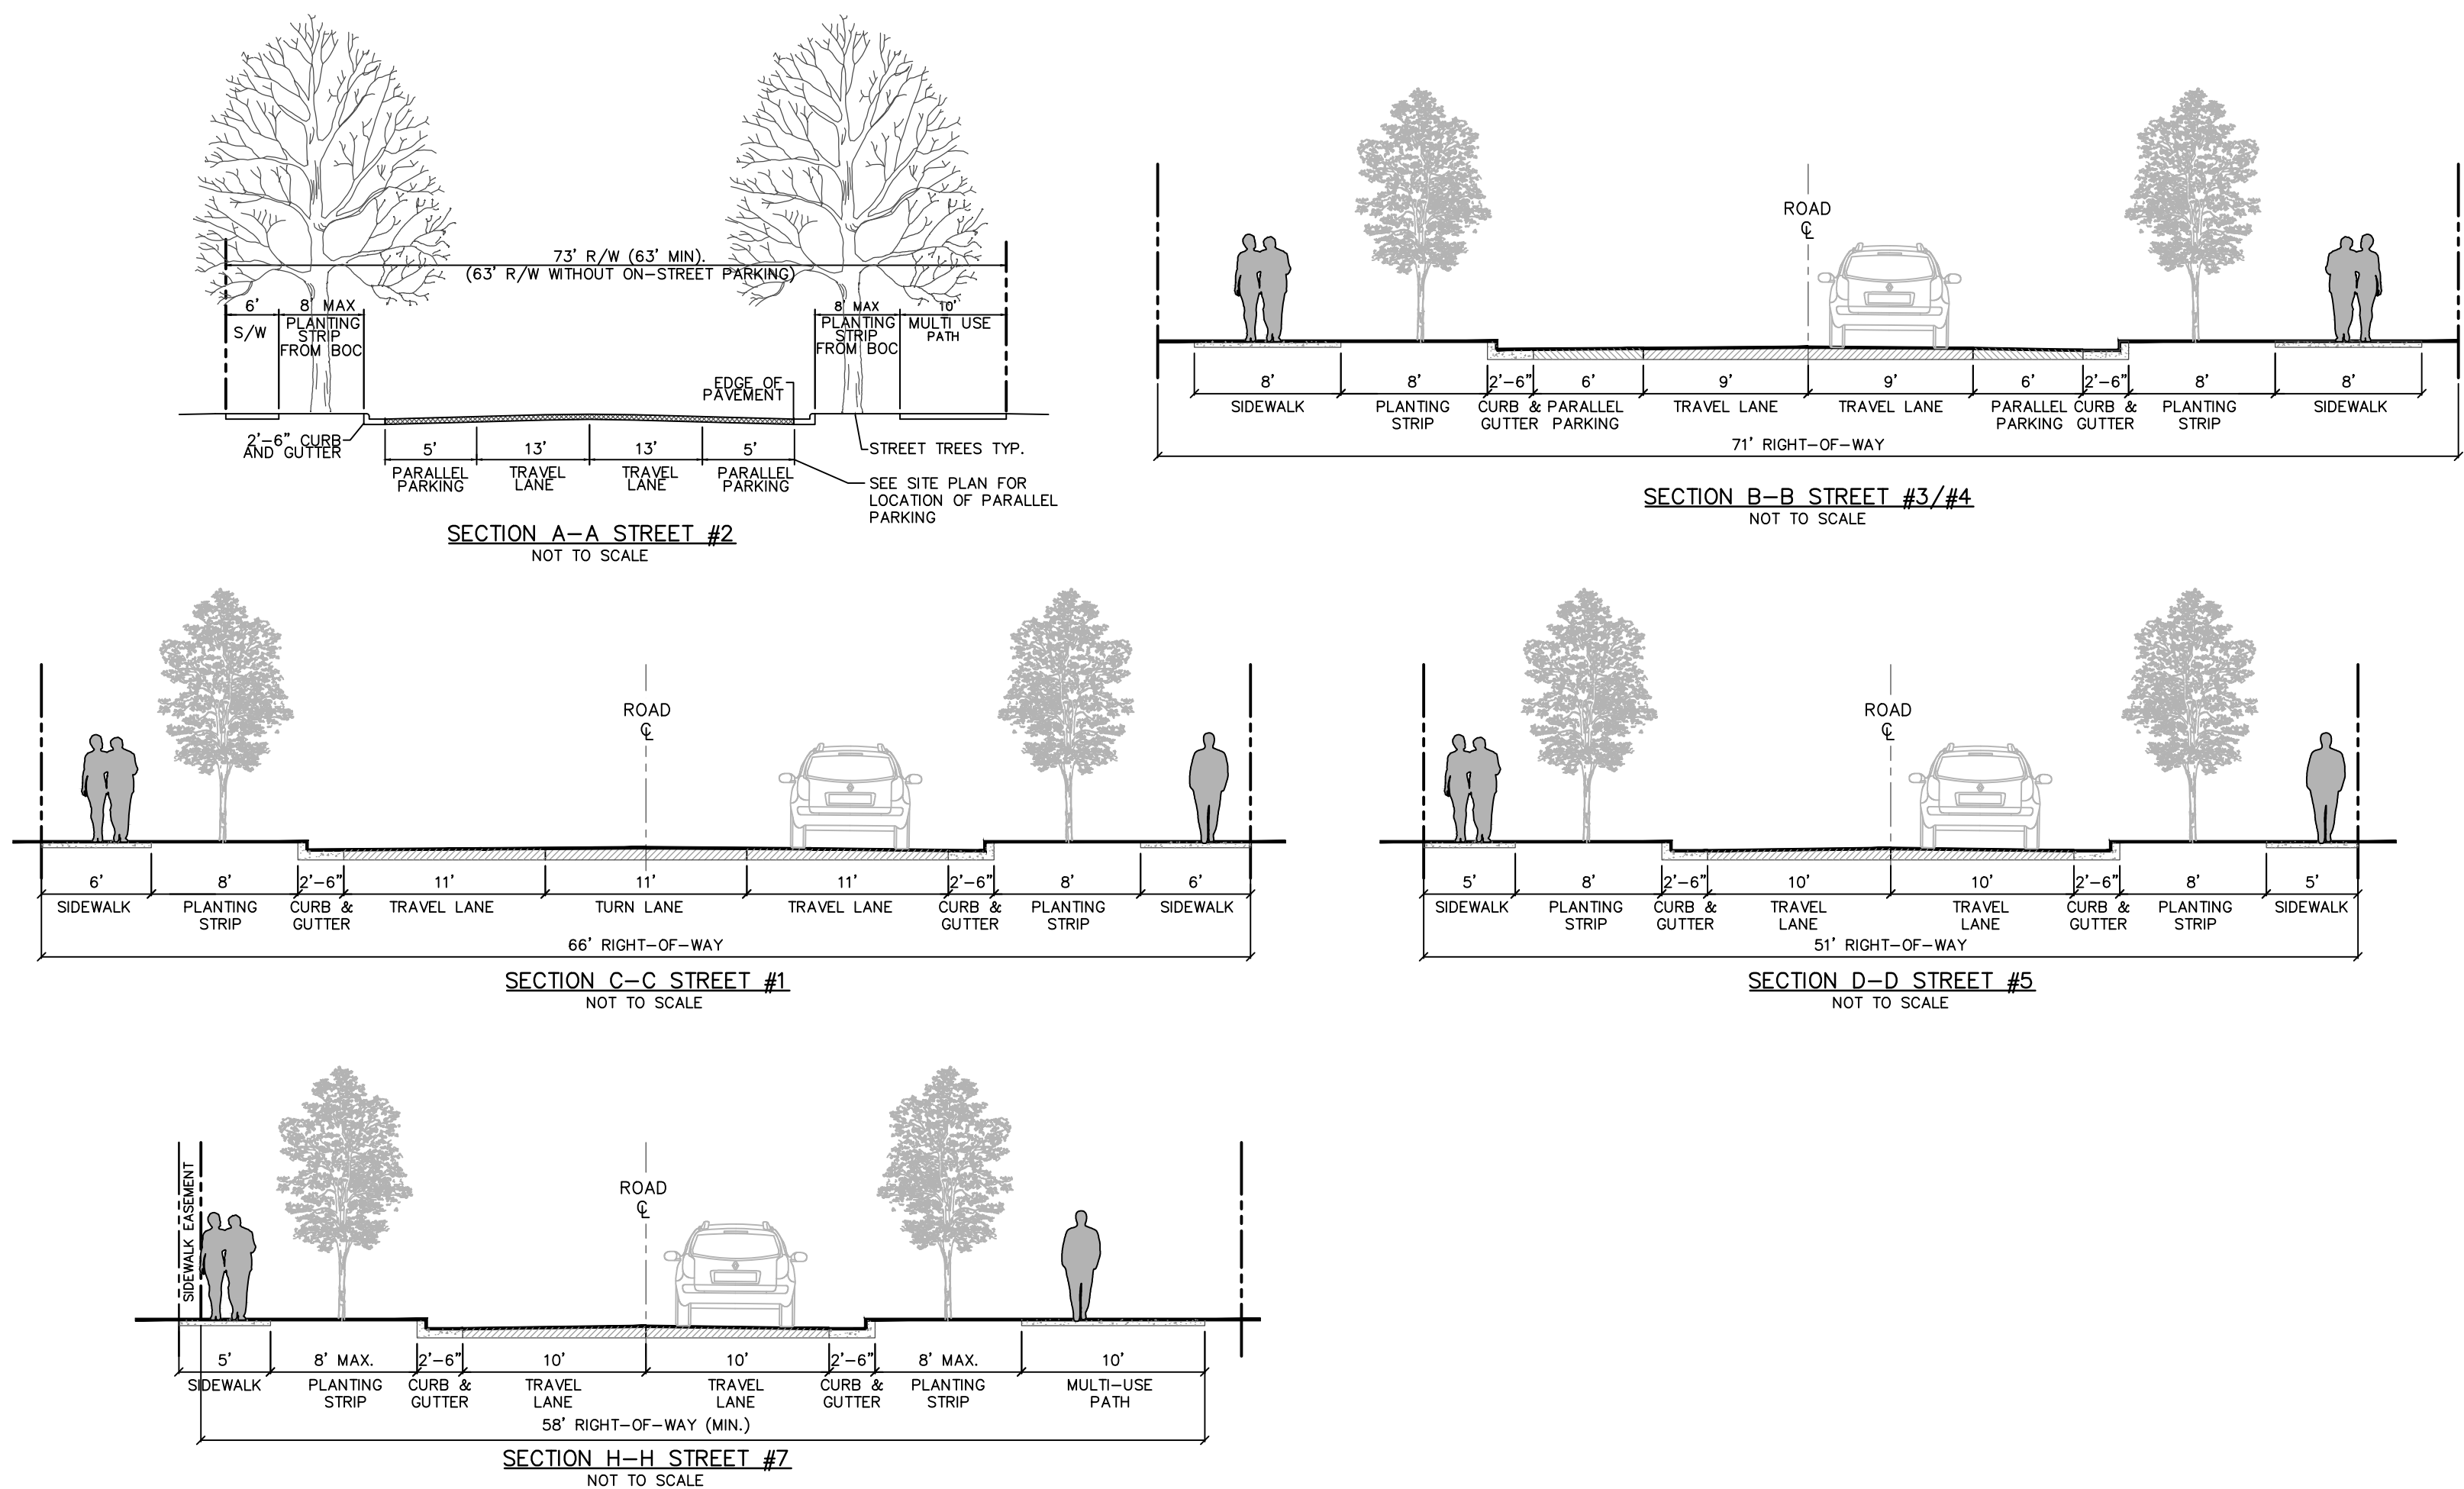 73' R/W (63' MIN).
(63' R/W WITHOUT ON-STREET PARKING)
6'
S/W
8' MAX
PLANTING
STRIP
FROM BOC
8' MAX
PLANTING
STRIP
FROM BOC
10'
MULTI USE
PATH
EDGE OF
PAVEMENT
2'-6" CURB
AND GUTTER
5'
PARALLEL
PARKING
13'
TRAVEL
LANE
13'
TRAVEL
LANE
5'
PARALLEL
PARKING
STREET TREES TYP.
SEE SITE PLAN FOR
LOCATION OF PARALLEL
PARKING
SECTION A-A STREET #2
NOT TO SCALE
ROAD
℄
8'
SIDEWALK
8'
PLANTING
STRIP
2'-6"
CURB &
GUTTER
6'
PARALLEL
PARKING
9'
TRAVEL LANE
9'
TRAVEL LANE
6'
PARALLEL
PARKING
2'-6"
CURB &
GUTTER
8'
PLANTING
STRIP
8'
SIDEWALK
71' RIGHT-OF-WAY
SECTION B-B STREET #3/#4
NOT TO SCALE
ROAD
℄
6'
SIDEWALK
8'
PLANTING
STRIP
2'-6"
CURB &
GUTTER
11'
TRAVEL LANE
11'
TURN LANE
11'
TRAVEL LANE
2'-6"
CURB &
GUTTER
8'
PLANTING
STRIP
6'
SIDEWALK
66' RIGHT-OF-WAY
SECTION C-C STREET #1
NOT TO SCALE
ROAD
℄
5'
SIDEWALK
8'
PLANTING
STRIP
2'-6"
CURB &
GUTTER
10'
TRAVEL
LANE
10'
TRAVEL
LANE
2'-6"
CURB &
GUTTER
8'
PLANTING
STRIP
5'
SIDEWALK
51' RIGHT-OF-WAY
SECTION D-D STREET #5
NOT TO SCALE
SIDEWALK EASEMENT
ROAD
℄
5'
SIDEWALK
8' MAX.
PLANTING
STRIP
2'-6"
CURB &
GUTTER
10'
TRAVEL
LANE
10'
TRAVEL
LANE
2'-6"
CURB &
GUTTER
8' MAX.
PLANTING
STRIP
10'
MULTI-USE
PATH
58' RIGHT-OF-WAY (MIN.)
SECTION H-H STREET #7
NOT TO SCALE